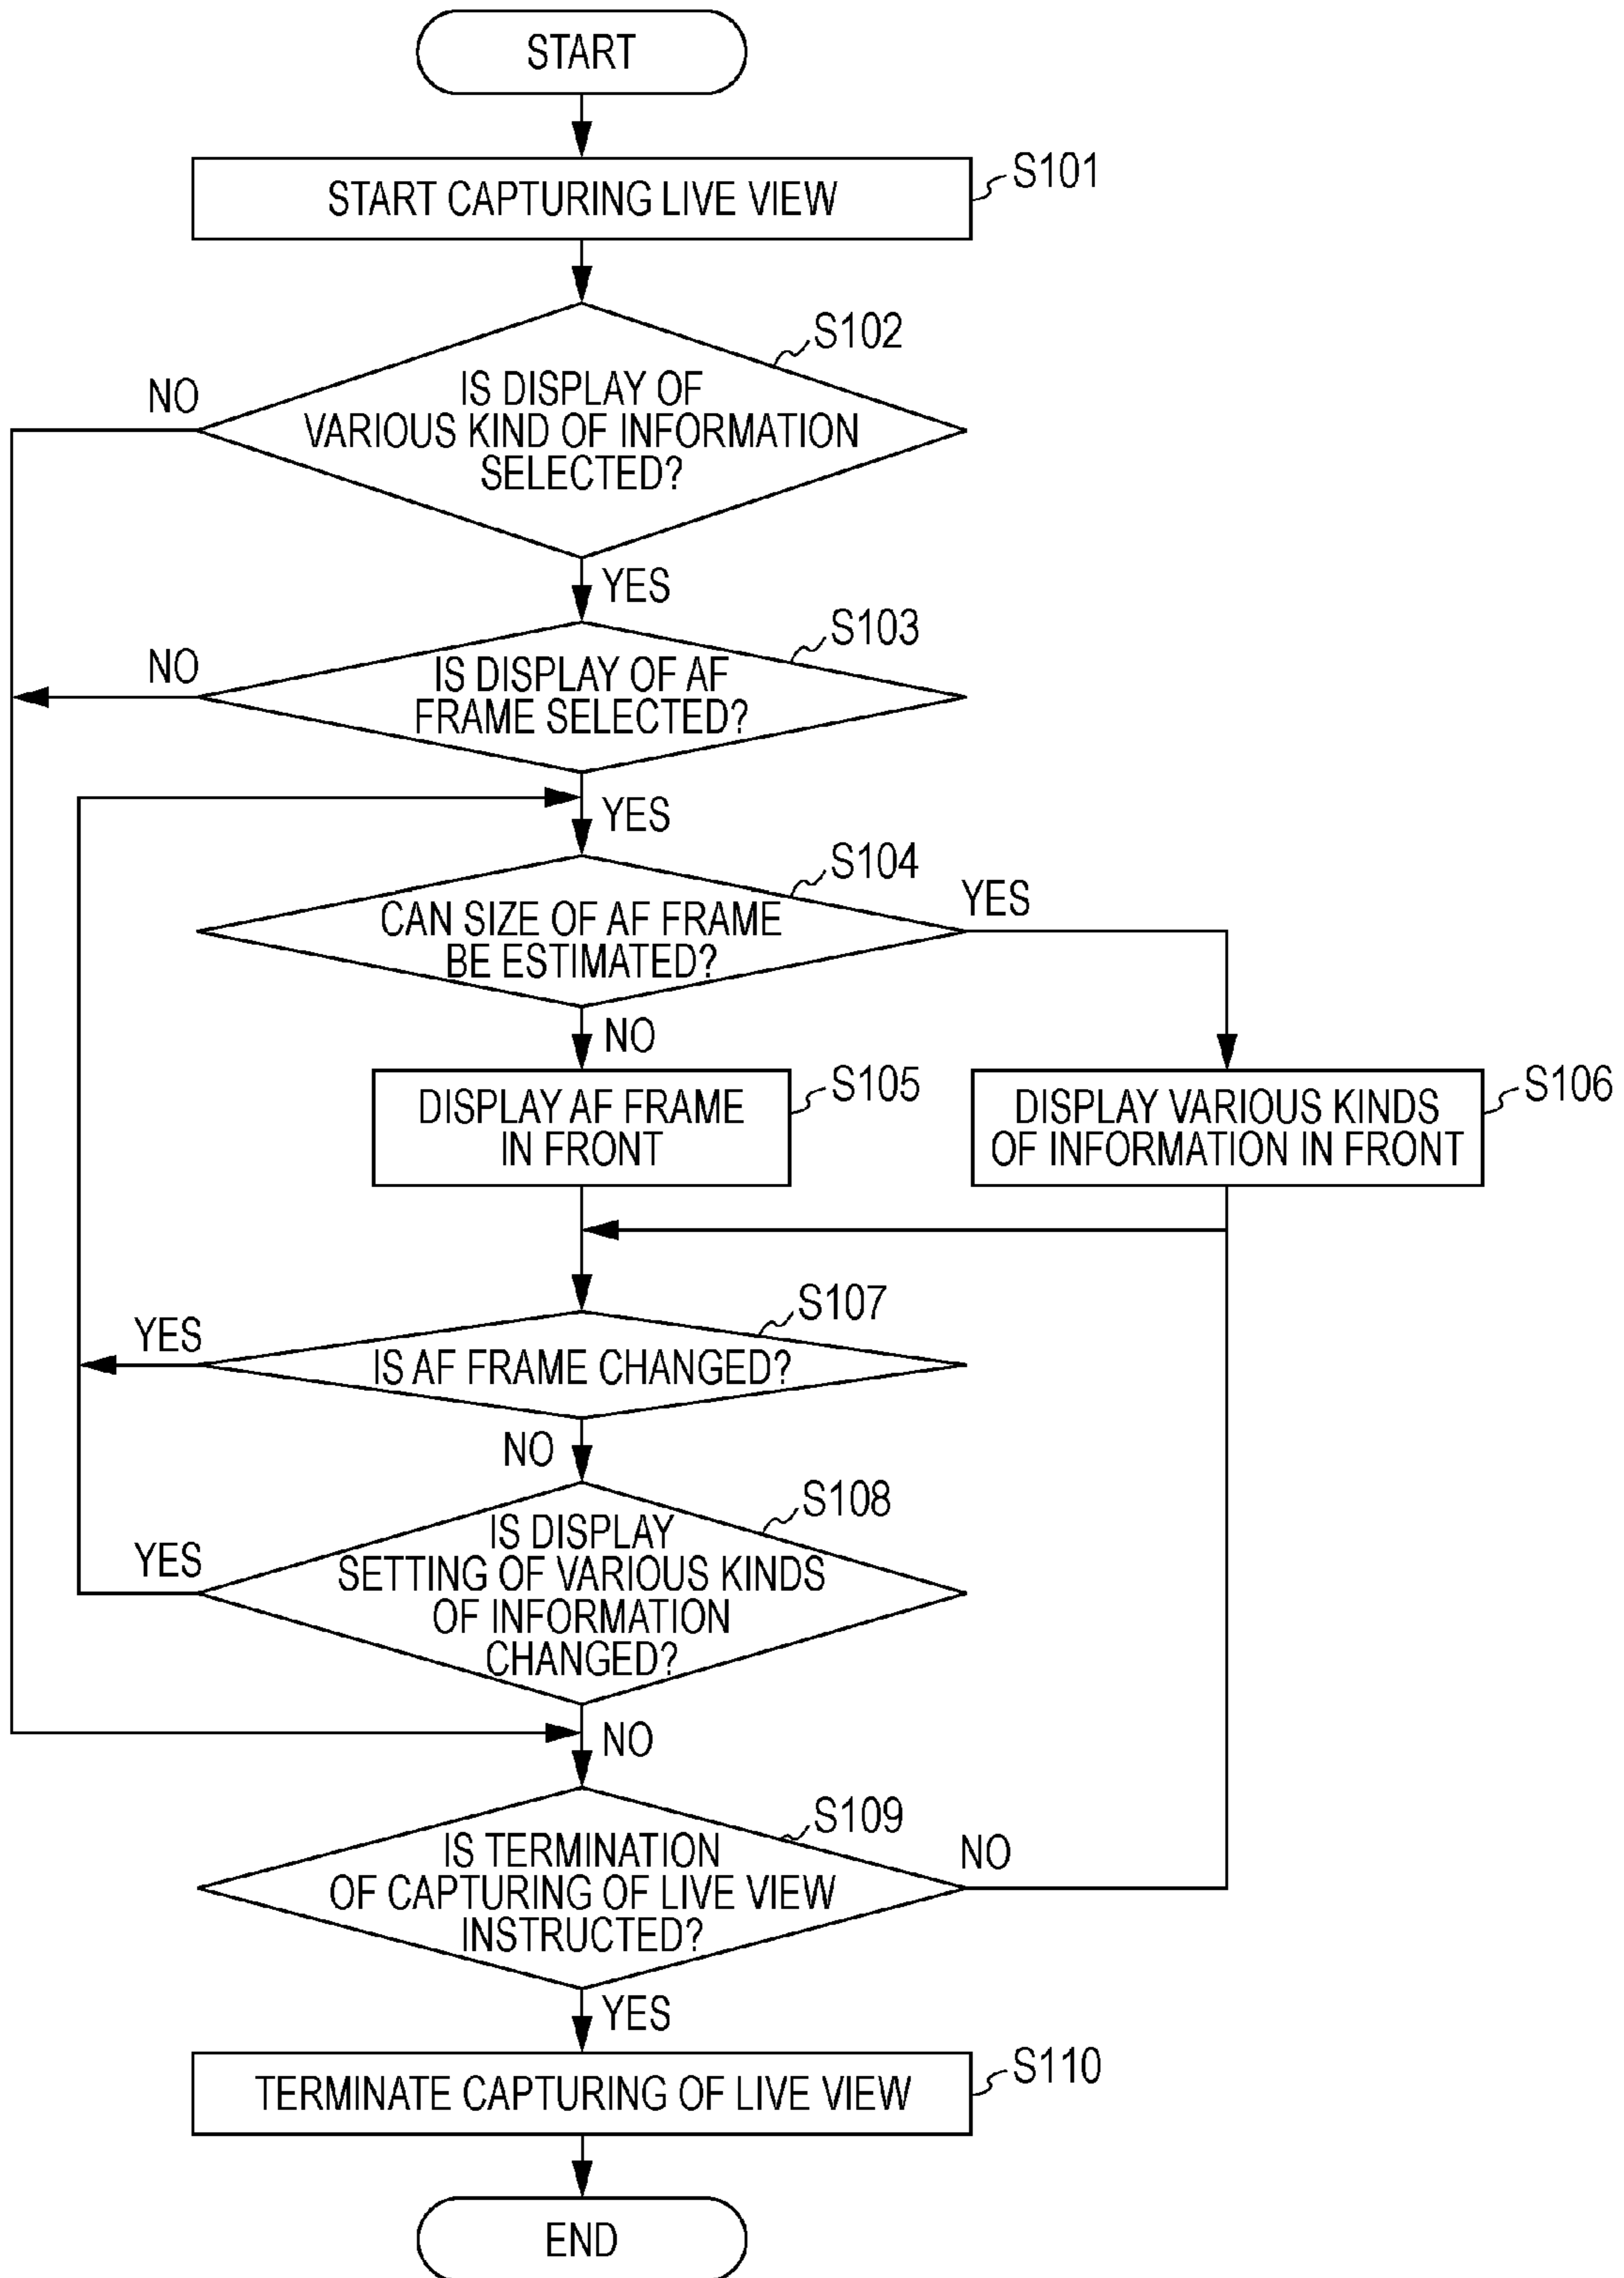 START
START CAPTURING LIVE VIEW
S101
S102
IS DISPLAY OF
VARIOUS KIND OF INFORMATION
SELECTED?
NO
YES
S103
IS DISPLAY OF AF
FRAME SELECTED?
NO
YES
S104
CAN SIZE OF AF FRAME
BE ESTIMATED?
YES
NO
DISPLAY AF FRAME
IN FRONT
S105
DISPLAY VARIOUS KINDS
OF INFORMATION IN FRONT
S106
S107
IS AF FRAME CHANGED?
YES
NO
S108
IS DISPLAY
SETTING OF VARIOUS KINDS
OF INFORMATION
CHANGED?
YES
NO
S109
IS TERMINATION
OF CAPTURING OF LIVE VIEW
INSTRUCTED?
NO
YES
TERMINATE CAPTURING OF LIVE VIEW
S110
END